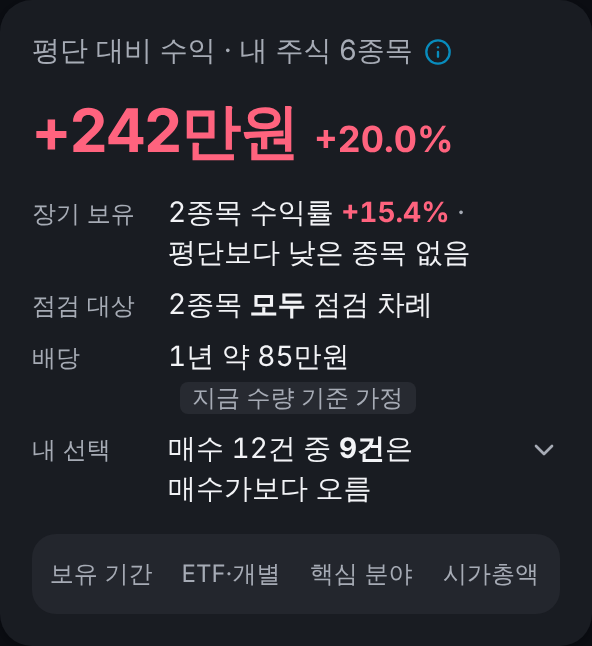 평단 대비 수익 · 내 주식 6종목
+242만원 +20.0%
장기 보유 2종목 수익률 +15.4% ·
평단보다 낮은 종목 없음
점검 대상 2종목 모두 점검 차례
배당 1년 약 85만원
지금 수량 기준 가정
내 선택 매수 12건 중 9건은
매수가보다 오름
보유 기간 ETF·개별 핵심 분야 시가총액